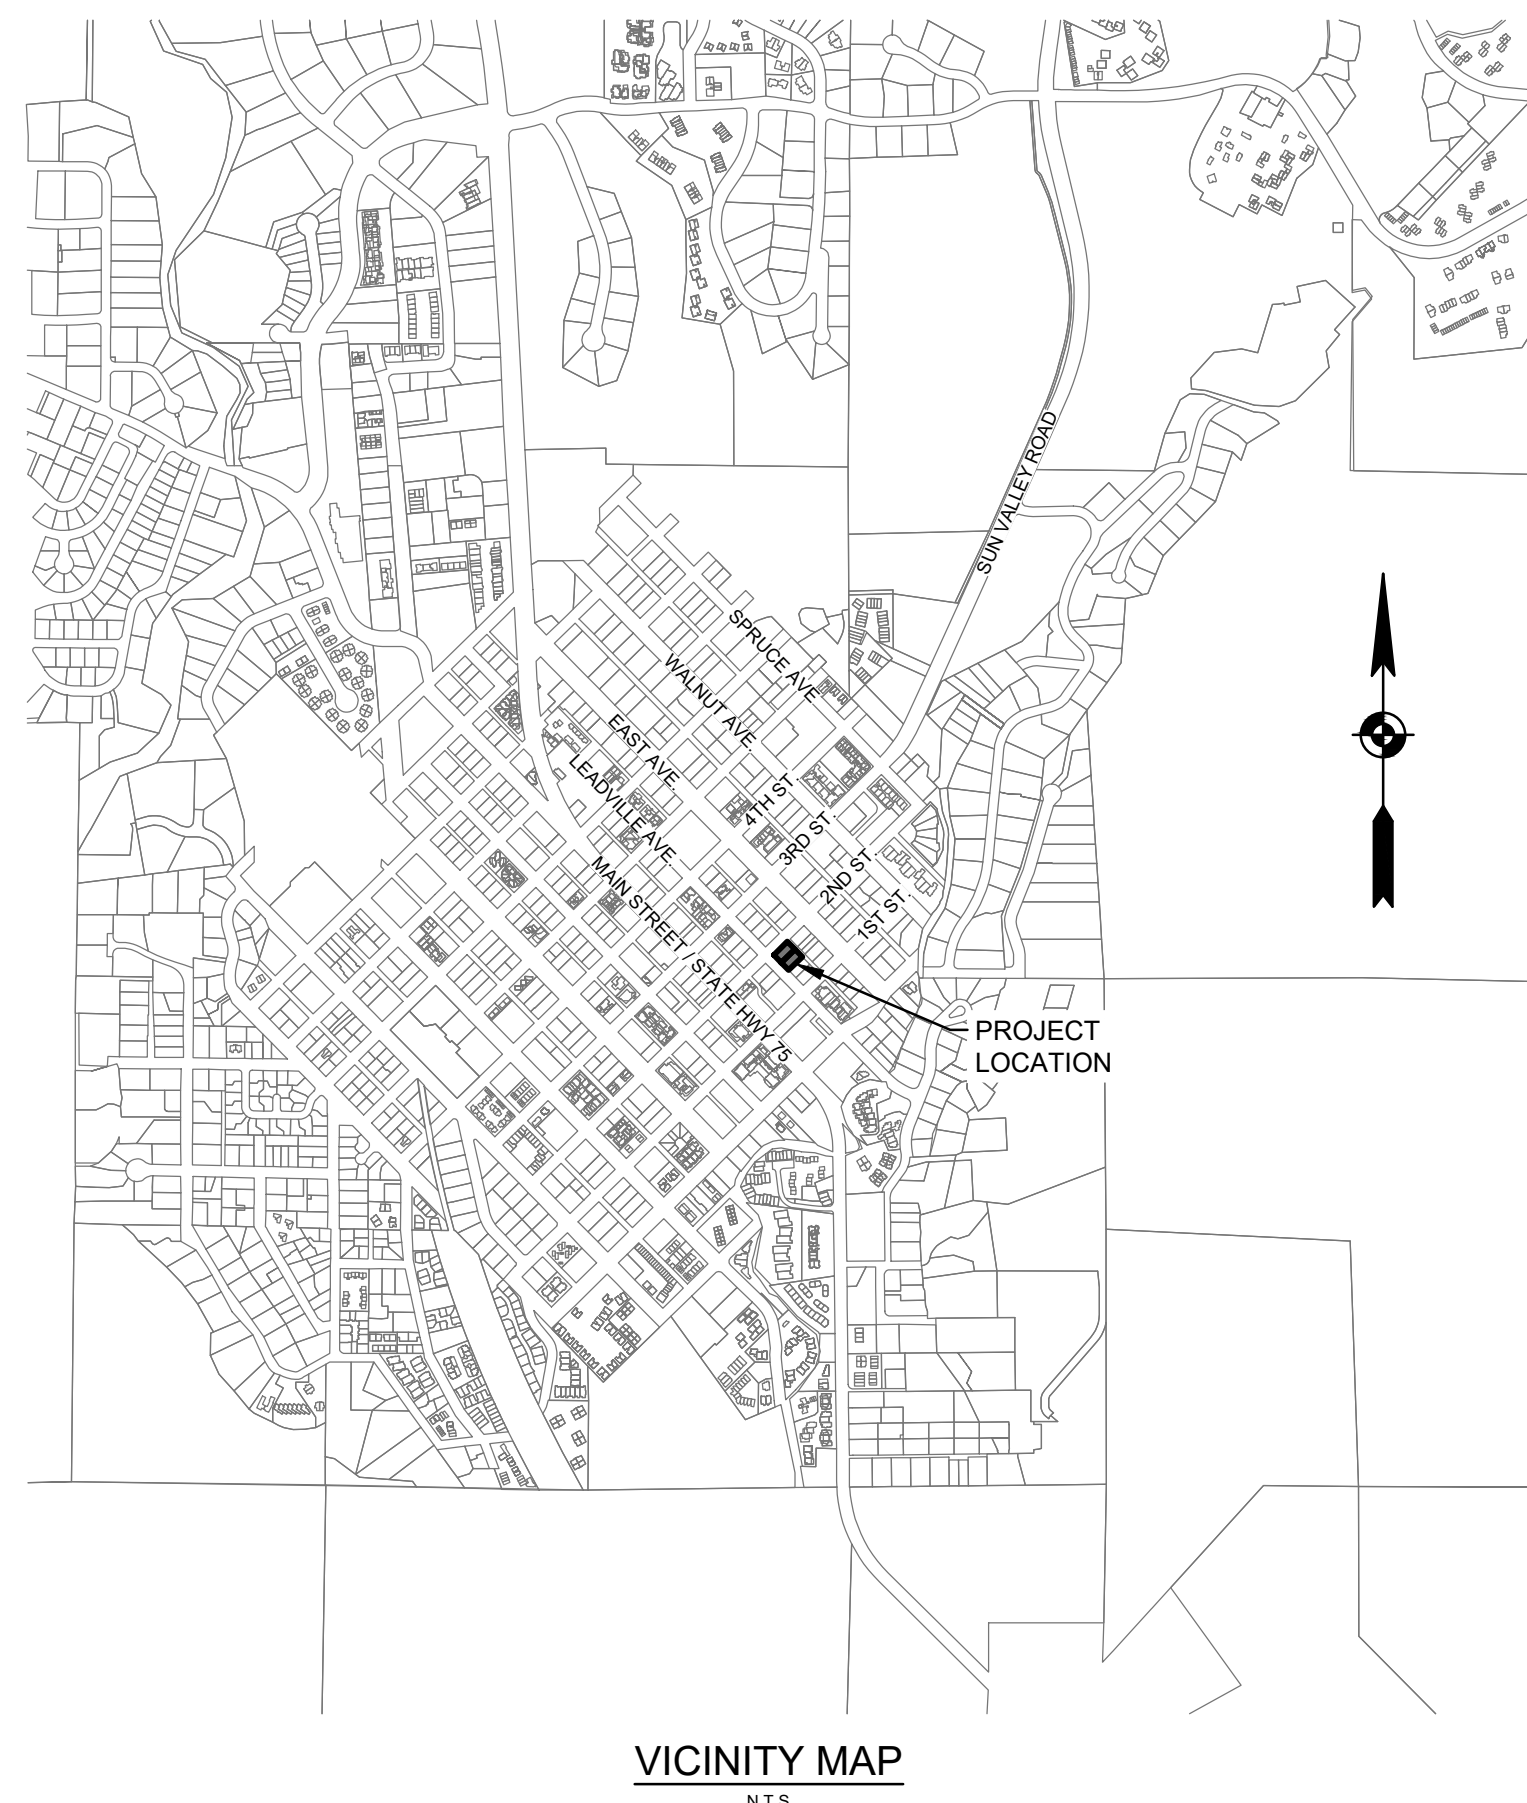 SUN VALLEY ROAD
SPRUCE AVE
WALNUT AVE.
EAST AVE.
LEADVILLE AVE.
MAIN STREET / STATE HWY 75
4TH ST.
3RD ST.
2ND ST.
1ST ST.
PROJECT
LOCATION
VICINITY MAP
N.T.S.